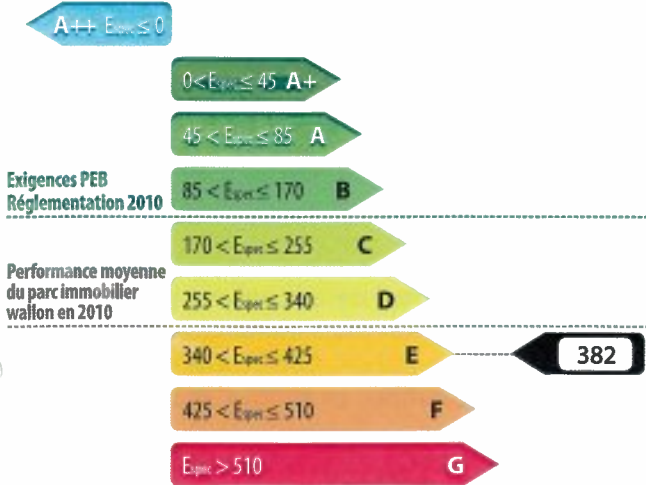 A++ Espec ≤ 0
0 < Espec ≤ 45 A+
45 < Espec ≤ 85 A
Exigences PEB
Réglementation 2010
85 < Espec ≤ 170 B
170 < Espec ≤ 255 C
Performance moyenne
du parc immobilier
wallon en 2010
255 < Espec ≤ 340 D
340 < Espec ≤ 425 E
382
425 < Espec ≤ 510 F
Espec > 510 G